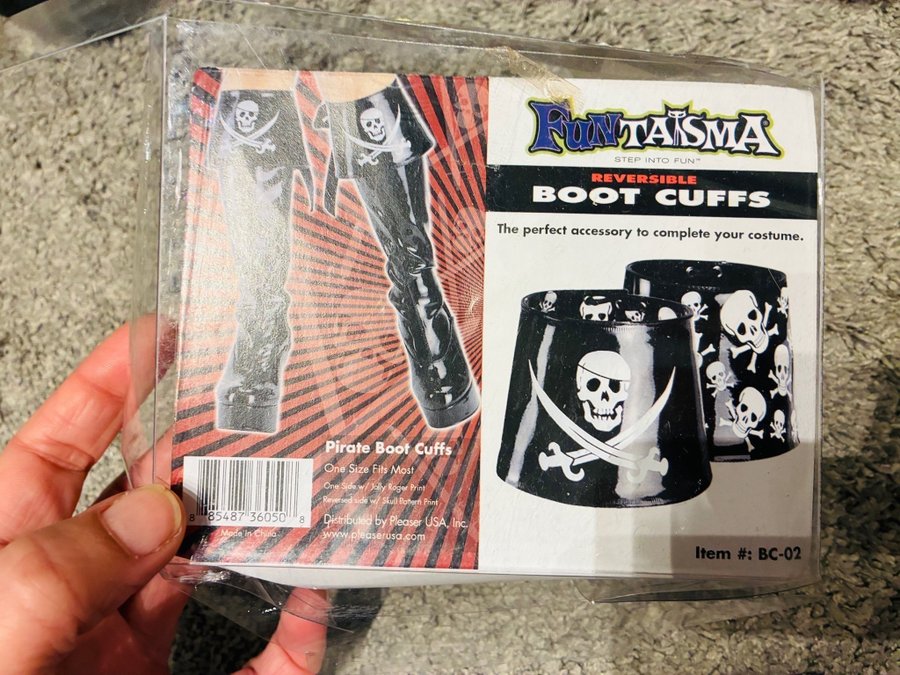 Pirate Boot Cuffs
One Size Fits Most
One Side w/ Jolly Roger Print
Reversed side w/ Skull Pattern Print
Distributed by Pleaser USA, Inc.
www.pleaserusa.com
8 85487 36050 8
Made in China
FUNTASMA®
STEP INTO FUN™
REVERSIBLE
BOOT CUFFS
The perfect accessory to complete your costume.
Item #: BC-02